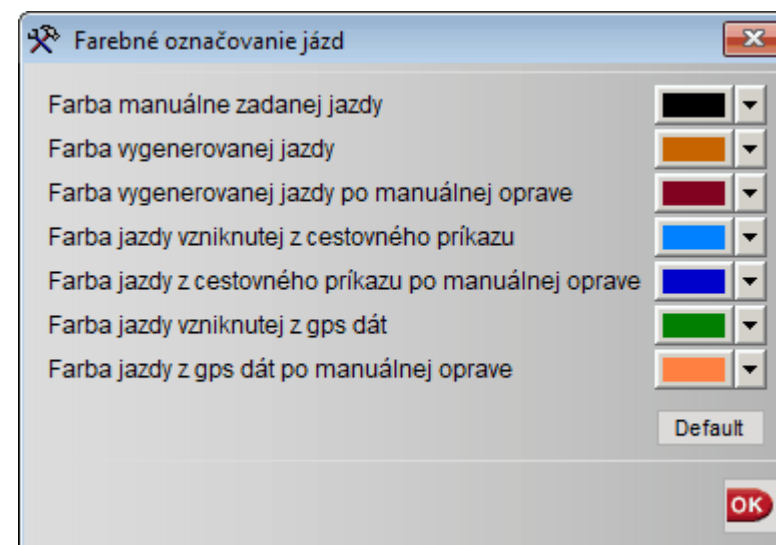 Farebné označovanie jázd
Farba manuálne zadanej jazdy
Farba vygenerovanej jazdy
Farba vygenerovanej jazdy po manuálnej oprave
Farba jazdy vzniknutej z cestovného príkazu
Farba jazdy z cestovného príkazu po manuálnej oprave
Farba jazdy vzniknutej z gps dát
Farba jazdy z gps dát po manuálnej oprave
Default
OK